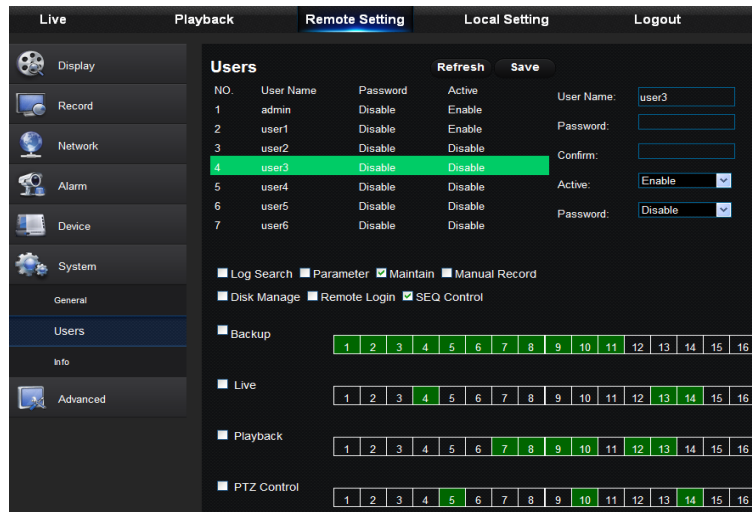 Live Playback Remote Setting Local Setting Logout
Display
Record
Network
Alarm
Device
System
General
Users
Info
Advanced
Users Refresh Save
NO. User Name Password Active
1 admin Disable Enable
2 user1 Disable Enable
3 user2 Disable Disable
4 user3 Disable Disable
5 user4 Disable Disable
6 user5 Disable Disable
7 user6 Disable Disable
User Name: user3
Password:
Confirm:
Active: Enable
Password: Disable
Log Search Parameter Maintain Manual Record
Disk Manage Remote Login SEQ Control
Backup
1 2 3 4 5 6 7 8 9 10 11 12 13 14 15 16
Live
1 2 3 4 5 6 7 8 9 10 11 12 13 14 15 16
Playback
1 2 3 4 5 6 7 8 9 10 11 12 13 14 15 16
PTZ Control
1 2 3 4 5 6 7 8 9 10 11 12 13 14 15 16